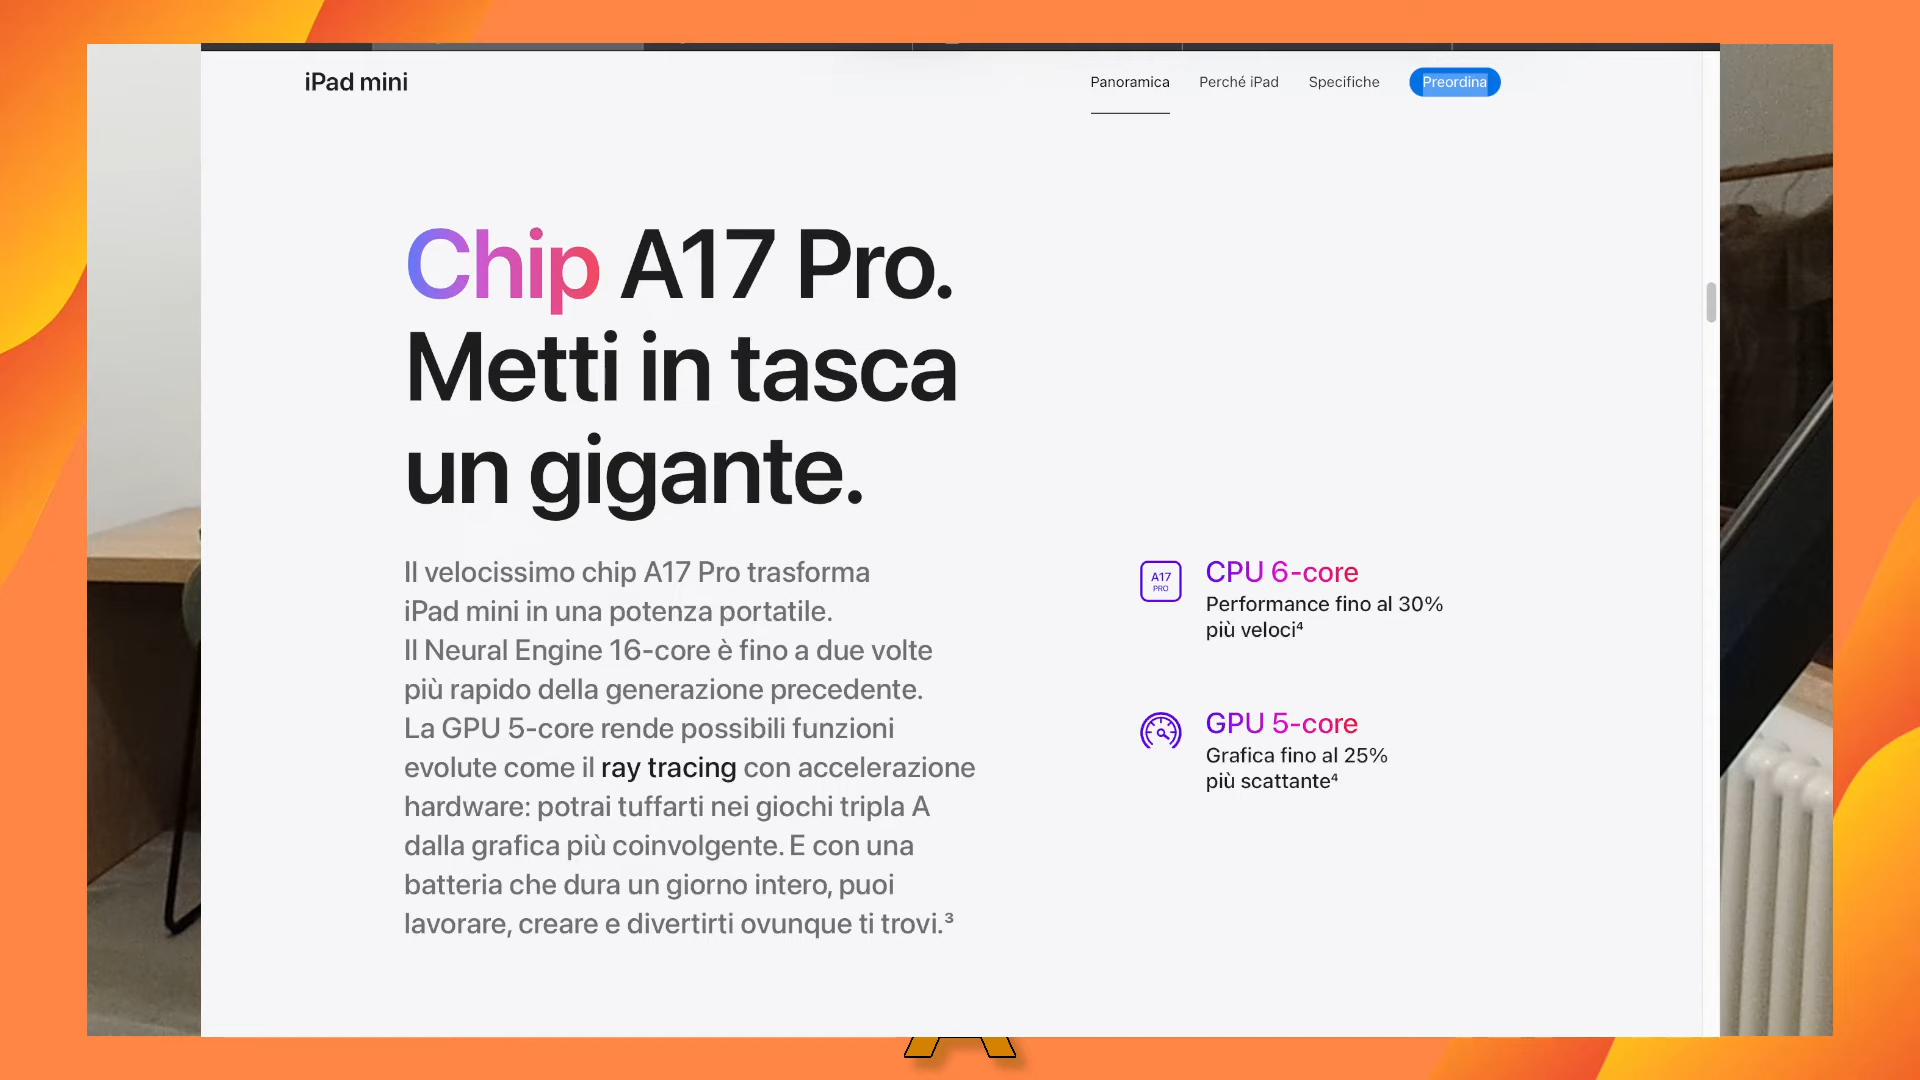 iPad mini
Panoramica
Perché iPad
Specifiche
Preordina
Chip A17 Pro.
Metti in tasca
un gigante.
Il velocissimo chip A17 Pro trasforma
iPad mini in una potenza portatile.
Il Neural Engine 16-core è fino a due volte
più rapido della generazione precedente.
La GPU 5-core rende possibili funzioni
evolute come il ray tracing con accelerazione
hardware: potrai tuffarti nei giochi tripla A
dalla grafica più coinvolgente. E con una
batteria che dura un giorno intero, puoi
lavorare, creare e divertirti ovunque ti trovi.³
A17
PRO
CPU 6-core
Performance fino al 30%
più veloci⁴
GPU 5-core
Grafica fino al 25%
più scattante⁴